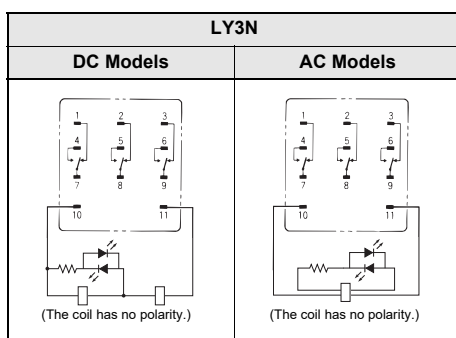 LY3N
DC Models AC Models
1 2 3 1 2 3
4 5 6 4 5 6
7 8 9 7 8 9
10 11 10 11
(The coil has no polarity.) (The coil has no polarity.)